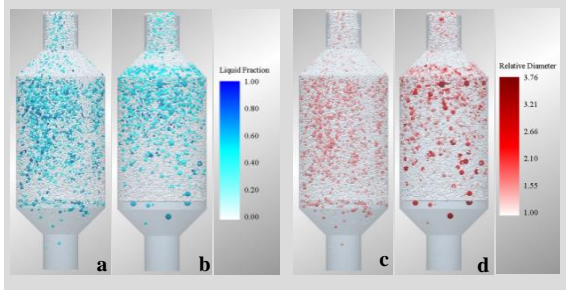 Liquid Fraction
1.00
0.80
0.60
0.40
0.20
0.00
Relative Diameter
3.76
3.21
2.66
2.10
1.55
1.00
a
b
c
d